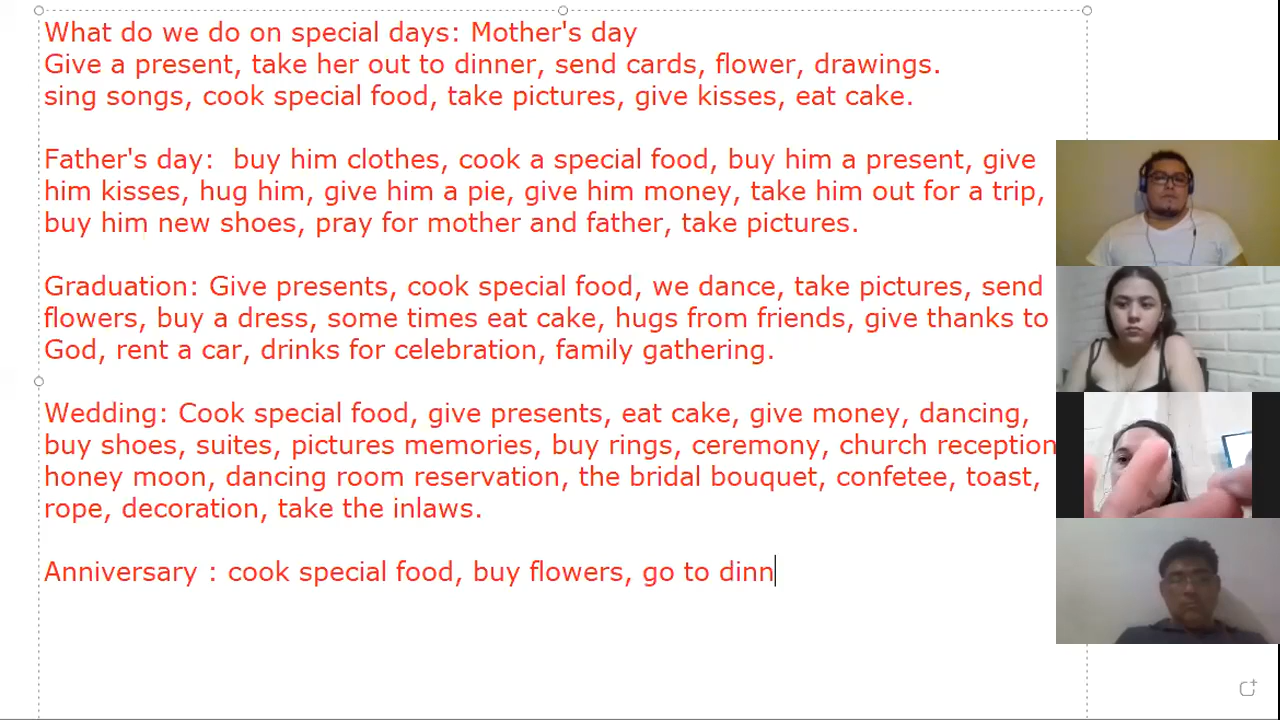 What do we do on special days: Mother's day
Give a present, take her out to dinner, send cards, flower, drawings.
sing songs, cook special food, take pictures, give kisses, eat cake.
Father's day:  buy him clothes, cook a special food, buy him a present, give
him kisses, hug him, give him a pie, give him money, take him out for a trip,
buy him new shoes, pray for mother and father, take pictures.
Graduation: Give presents, cook special food, we dance, take pictures, send
flowers, buy a dress, some times eat cake, hugs from friends, give thanks to
God, rent a car, drinks for celebration, family gathering.
Wedding: Cook special food, give presents, eat cake, give money, dancing,
buy shoes, suites, pictures memories, buy rings, ceremony, church reception
honey moon, dancing room reservation, the bridal bouquet, confetee, toast,
rope, decoration, take the inlaws.
Anniversary : cook special food, buy flowers, go to dinn